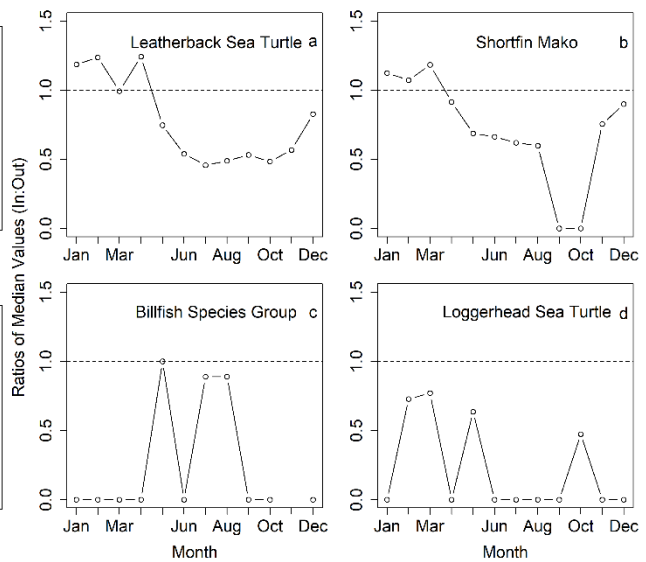 Ratios of Median Values (In:Out)
Leatherback Sea Turtle a
1.5
1.0
0.5
0.0
Jan Mar Jun Aug Oct Dec
Shortfin Mako b
1.5
1.0
0.5
0.0
Jan Mar Jun Aug Oct Dec
Billfish Species Group c
1.5
1.0
0.5
0.0
Jan Mar Jun Aug Oct Dec
Month
Loggerhead Sea Turtle d
1.5
1.0
0.5
0.0
Jan Mar Jun Aug Oct Dec
Month